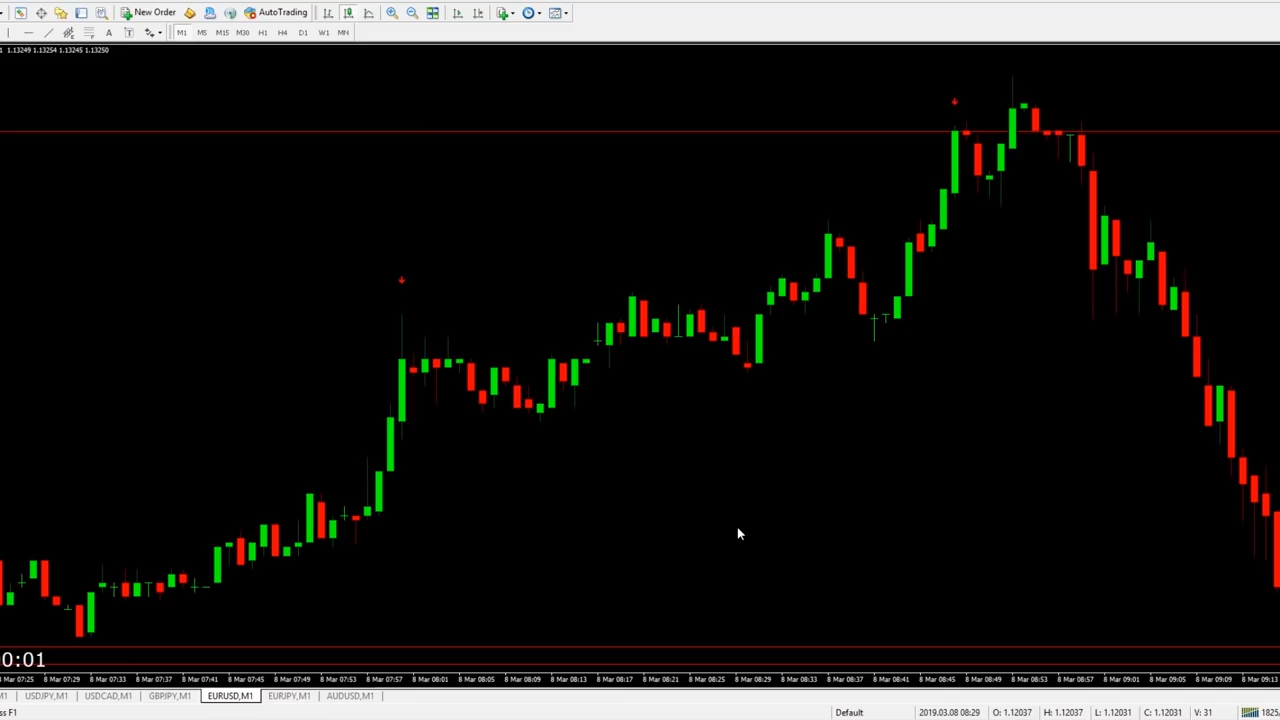 New Order AutoTrading
A T M1 M5 M15 M30 H1 H4 D1 W1 MN
1.13249 1.13254 1.13245 1.13250
0:01
8 Mar 07:29 8 Mar 07:33 8 Mar 07:37 8 Mar 07:41 8 Mar 07:45 8 Mar 07:49 8 Mar 07:53 8 Mar 07:57 8 Mar 08:01 8 Mar 08:05 8 Mar 08:09 8 Mar 08:13 8 Mar 08:17 8 Mar 08:21 8 Mar 08:25 8 Mar 08:29 8 Mar 08:33 8 Mar 08:37 8 Mar 08:41 8 Mar 08:45 8 Mar 08:49 8 Mar 08:53 8 Mar 08:57 8 Mar 09:01 8 Mar 09:05 8 Mar 09:09 8 Mar 09:13
M1 USDJPY,M1 USDCAD,M1 GBPJPY,M1 EURUSD,M1 EURJPY,M1 AUDUSD,M1
ss F1 Default 2019.03.08 08:29 O: 1.12037 H: 1.12037 L: 1.12031 C: 1.12031 V: 31 1825